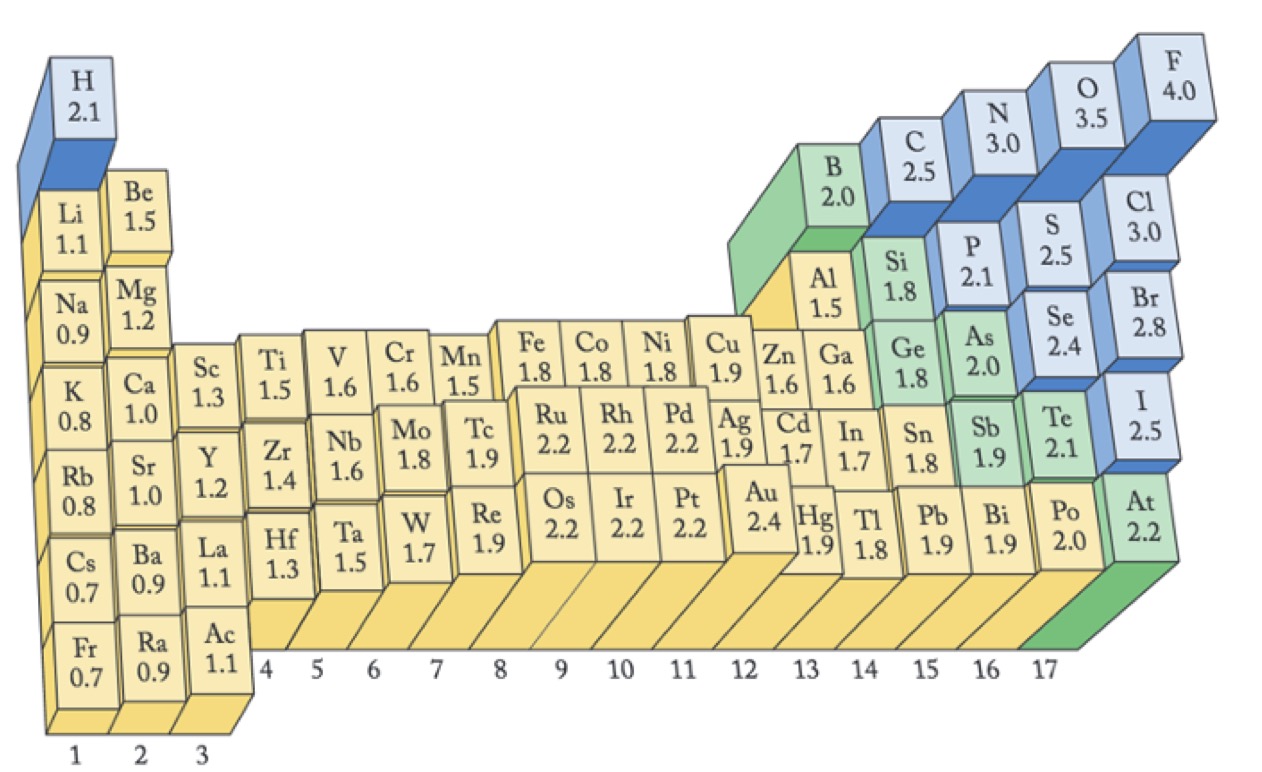 H
2.1
F
4.0
O
3.5
N
3.0
C
2.5
B
2.0
Li
1.1
Be
1.5
Al
1.5
Si
1.8
P
2.1
S
2.5
Cl
3.0
Na
0.9
Mg
1.2
K
0.8
Ca
1.0
Sc
1.3
Ti
1.5
V
1.6
Cr
1.6
Mn
1.5
Fe
1.8
Co
1.8
Ni
1.8
Cu
1.9
Zn
1.6
Ga
1.6
Ge
1.8
As
2.0
Se
2.4
Br
2.8
Rb
0.8
Sr
1.0
Y
1.2
Zr
1.4
Nb
1.6
Mo
1.8
Tc
1.9
Ru
2.2
Rh
2.2
Pd
2.2
Ag
1.9
Cd
1.7
In
1.7
Sn
1.8
Sb
1.9
Te
2.1
I
2.5
Cs
0.7
Ba
0.9
La
1.1
Hf
1.3
Ta
1.5
W
1.7
Re
1.9
Os
2.2
Ir
2.2
Pt
2.2
Au
2.4
Hg
1.9
Tl
1.8
Pb
1.9
Bi
1.9
Po
2.0
At
2.2
Fr
0.7
Ra
0.9
Ac
1.1
4 5 6 7 8 9 10 11 12 13 14 15 16 17
1 2 3